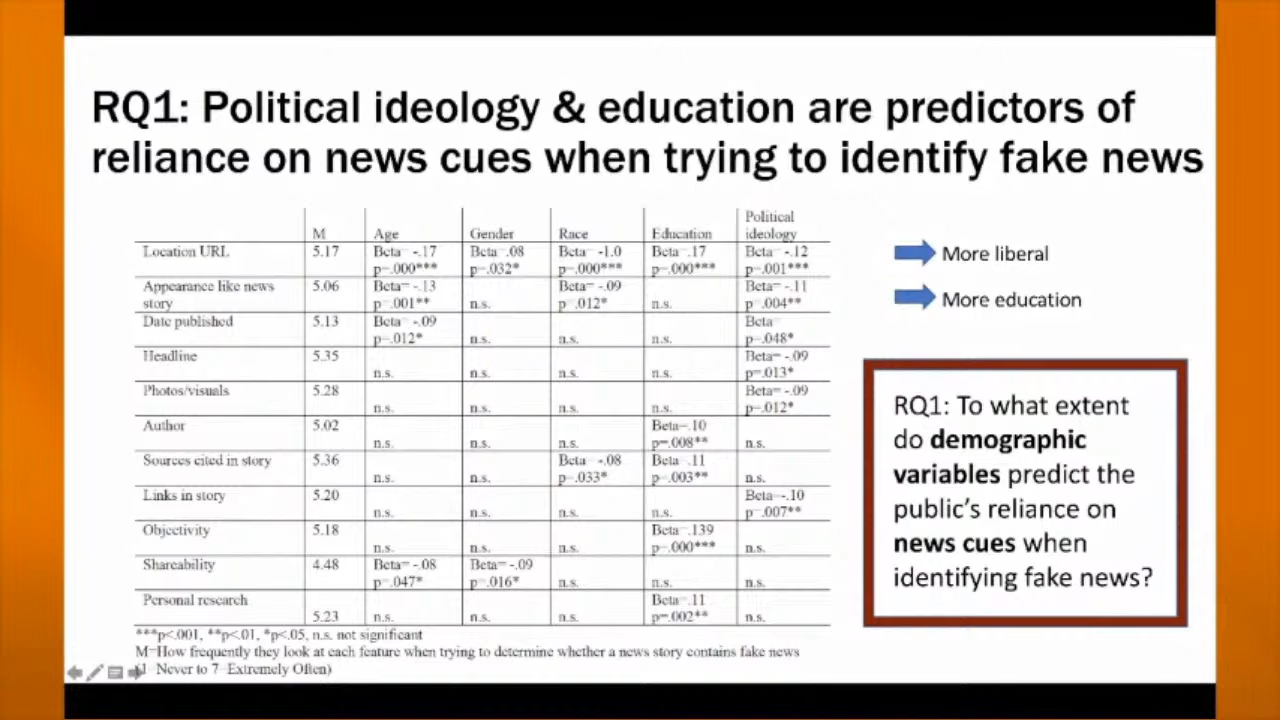 RQ1: Political ideology & education are predictors of
reliance on news cues when trying to identify fake news
M Age Gender Race Education Political ideology
Location URL 5.17 Beta= -.17 p=.000*** Beta=.08 p=.032* Beta= -1.0 p=.000*** Beta=.17 p=.000*** Beta= -.12 p=.001***
Appearance like news story 5.06 Beta= -.13 p=.001** n.s. Beta= -.09 p=.012* n.s. Beta= -.11 p=.004**
Date published 5.13 Beta= -.09 p=.012* n.s. n.s. n.s. Beta= p=.048*
Headline 5.35 n.s. n.s. n.s. n.s. Beta= -.09 p=.013*
Photos/visuals 5.28 n.s. n.s. n.s. n.s. Beta= -.09 p=.012*
Author 5.02 n.s. n.s. n.s. Beta=.10 p=.008** n.s.
Sources cited in story 5.36 n.s. n.s. Beta= -.08 p=.033* Beta=.11 p=.003** n.s.
Links in story 5.20 n.s. n.s. n.s. n.s. Beta=-.10 p=.007**
Objectivity 5.18 n.s. n.s. n.s. Beta=.139 p=.000*** n.s.
Shareability 4.48 Beta= -.08 p=.047* Beta= -.09 p=.016* n.s. n.s. n.s.
Personal research 5.23 n.s. n.s. n.s. Beta=.11 p=.002** n.s.
***p<.001, **p<.01, *p<.05, n.s. not significant
M=How frequently they look at each feature when trying to determine whether a news story contains fake news
(1=Never to 7=Extremely Often)
More liberal
More education
RQ1: To what extent
do demographic
variables predict the
public's reliance on
news cues when
identifying fake news?